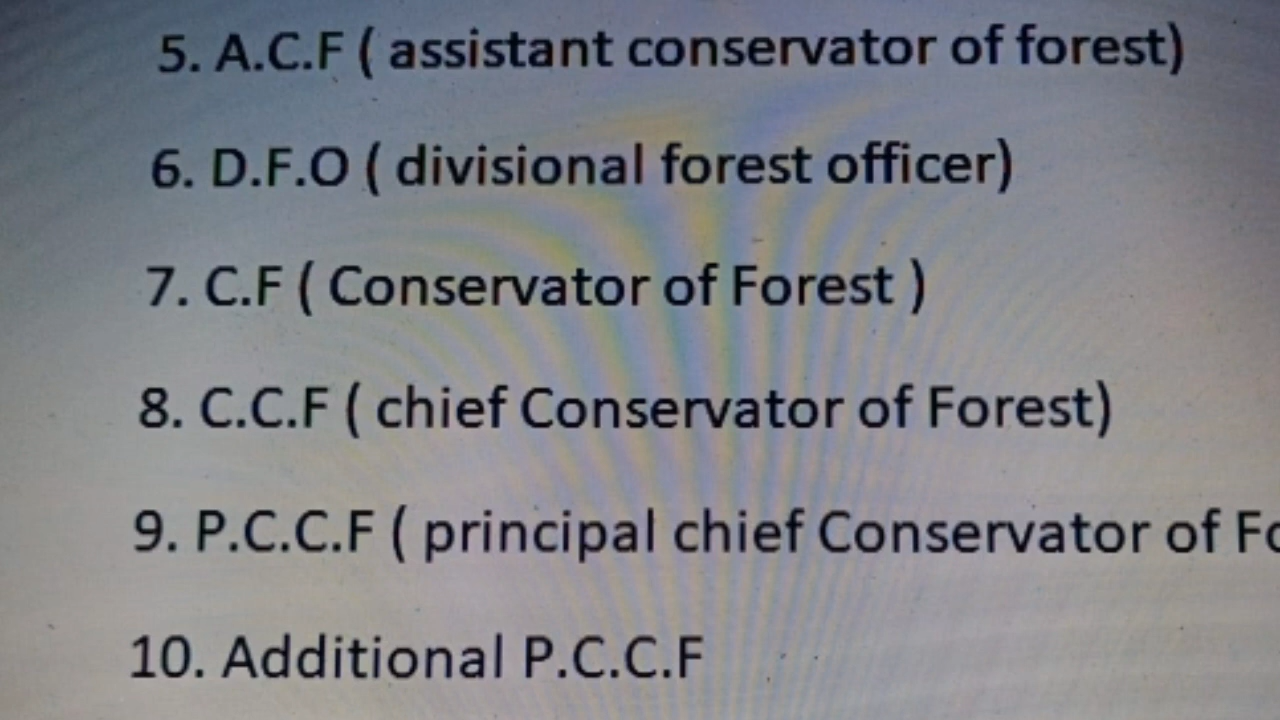 5. A.C.F ( assistant conservator of forest)
6. D.F.O ( divisional forest officer)
7. C.F ( Conservator of Forest )
8. C.C.F ( chief Conservator of Forest)
9. P.C.C.F ( principal chief Conservator of
10. Additional P.C.C.F